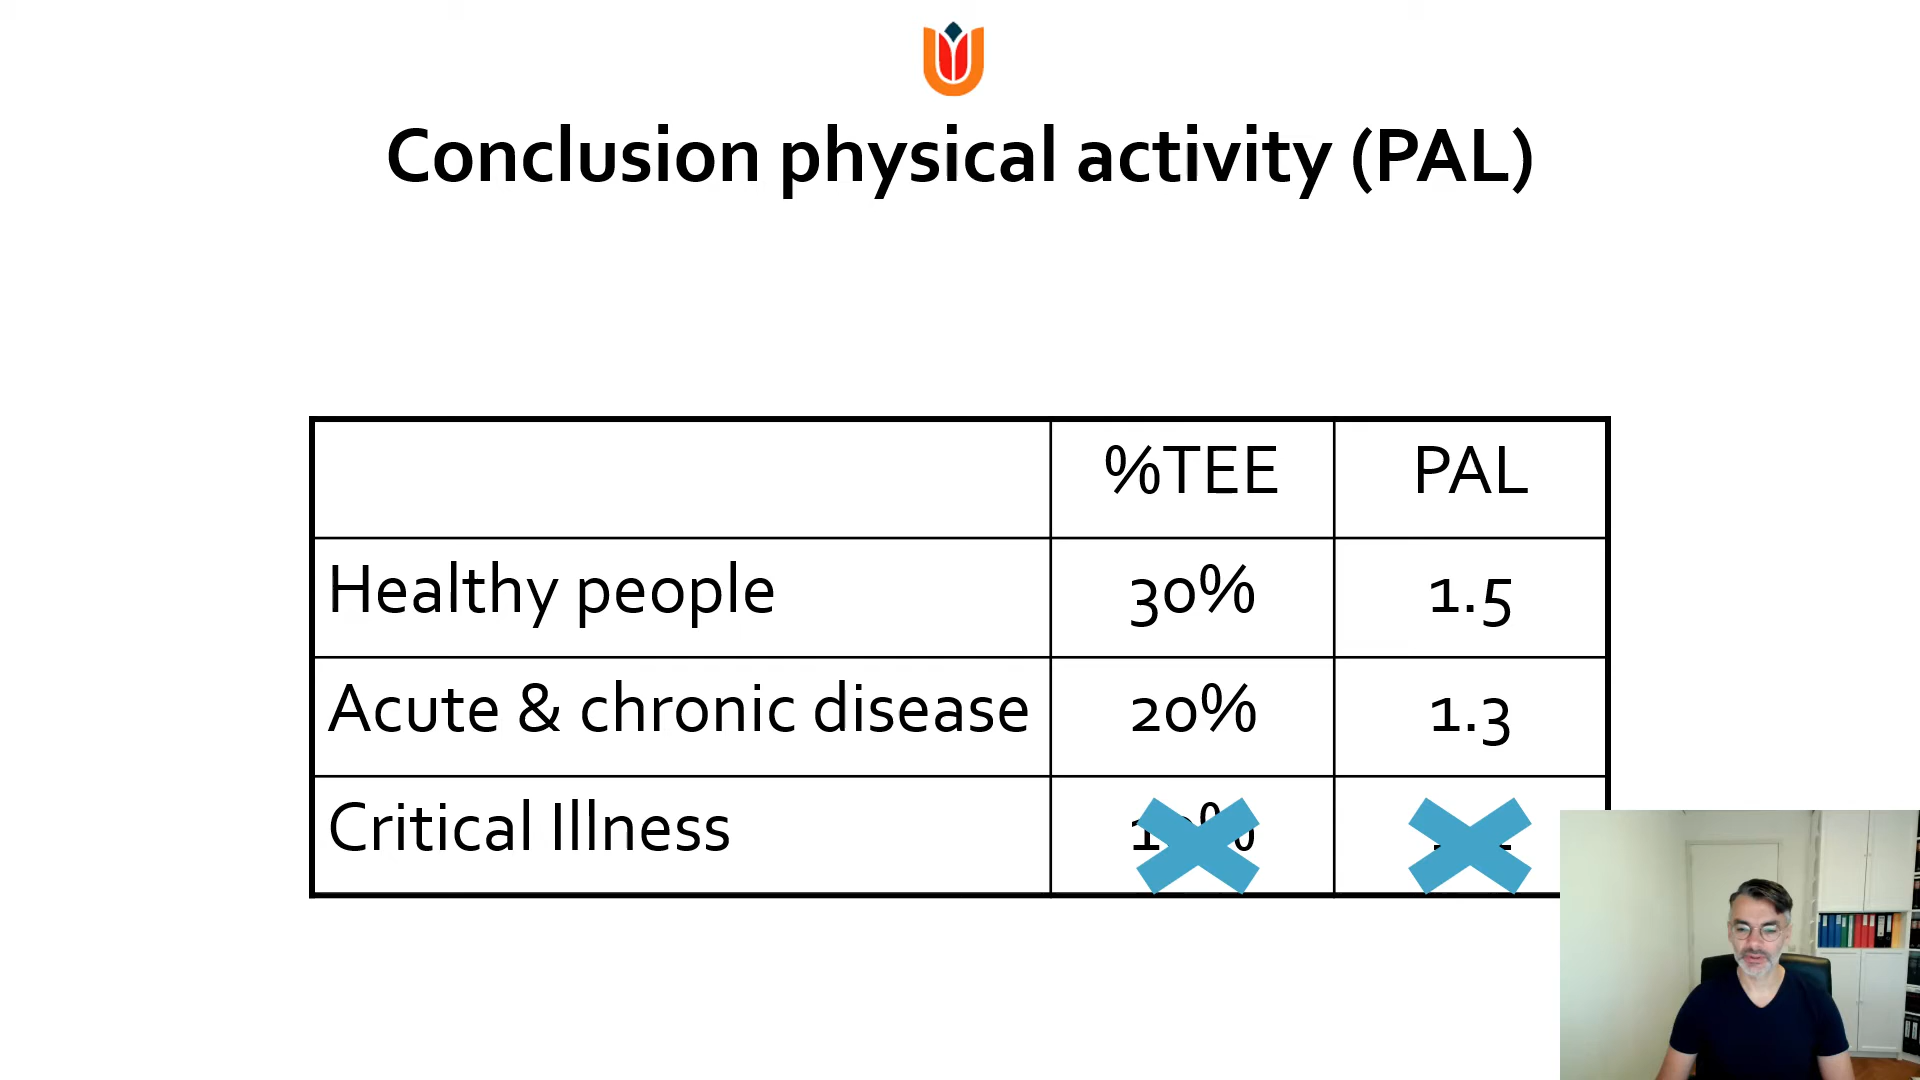 Conclusion physical activity (PAL)
%TEE PAL
Healthy people 30% 1.5
Acute & chronic disease 20% 1.3
Critical Illness